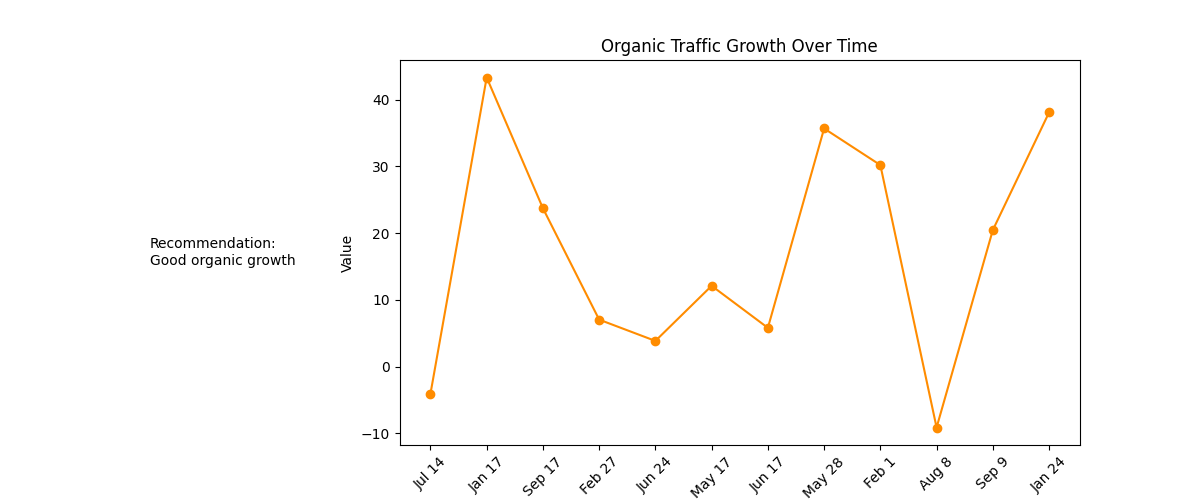 Organic Traffic Growth Over Time
Recommendation:
Good organic growth
Value
40
30
20
10
0
−10
Jul 14
Jan 17
Sep 17
Feb 27
Jun 24
May 17
Jun 17
May 28
Feb 1
Aug 8
Sep 9
Jan 24